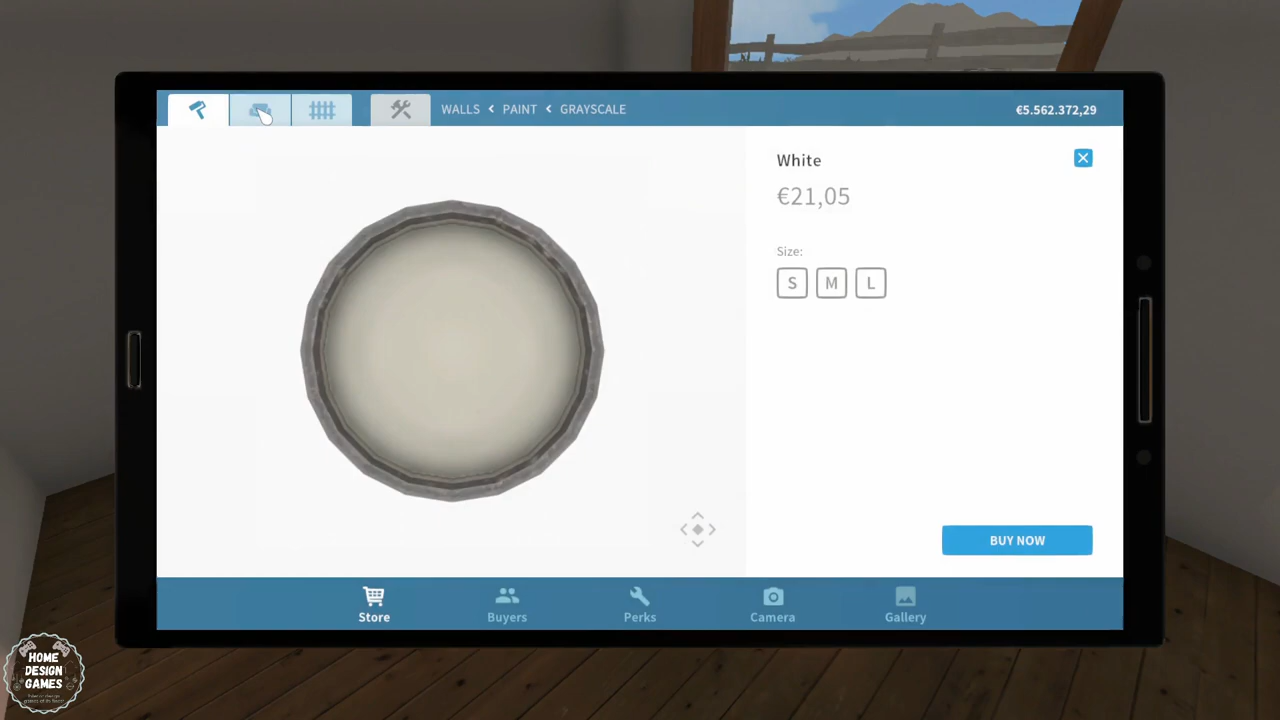 WALLS < PAINT < GRAYSCALE
€5.562.372,29
White
€21,05
Size:
S M L
BUY NOW
Store Buyers Perks Camera Gallery
HOME
DESIGN
GAMES